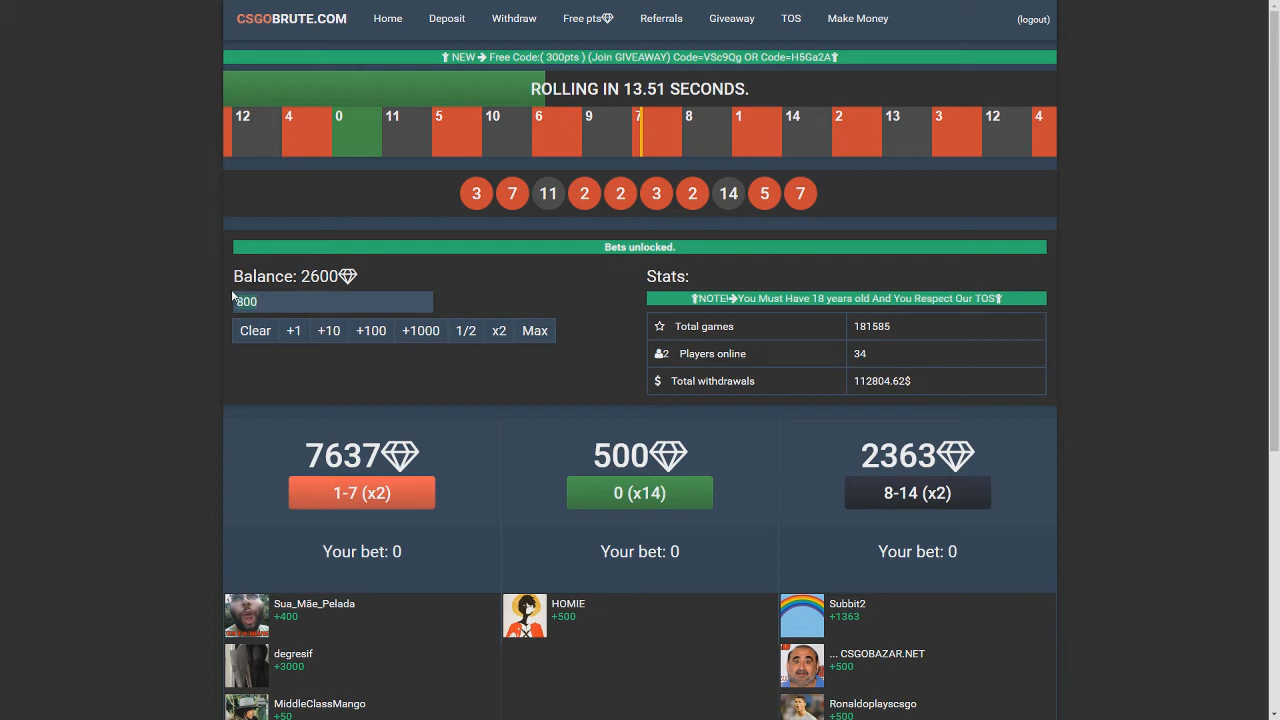 CSGOBRUTE.COM Home Deposit Withdraw Free pts Referrals Giveaway TOS Make Money (logout)
NEW Free Code:( 300pts ) (Join GIVEAWAY) Code=VSc9Qg OR Code=H5Ga2A
ROLLING IN 13.51 SECONDS.
12 4 0 11 5 10 6 9 7 8 1 14 2 13 3 12 4
3 7 11 2 2 3 2 14 5 7
Bets unlocked.
Balance: 2600
800
Clear +1 +10 +100 +1000 1/2 x2 Max
Stats:
NOTE! You Must Have 18 years old And You Respect Our TOS
Total games 181585
2 Players online 34
$ Total withdrawals 112804.62$
7637 500 2363
1-7 (x2) 0 (x14) 8-14 (x2)
Your bet: 0 Your bet: 0 Your bet: 0
Sua_Mãe_Pelada
+400
degresif
+3000
MiddleClassMango
+50
HOMIE
+500
Subbit2
+1363
... CSGOBAZAR.NET
+500
Ronaldoplayscsgo
+500